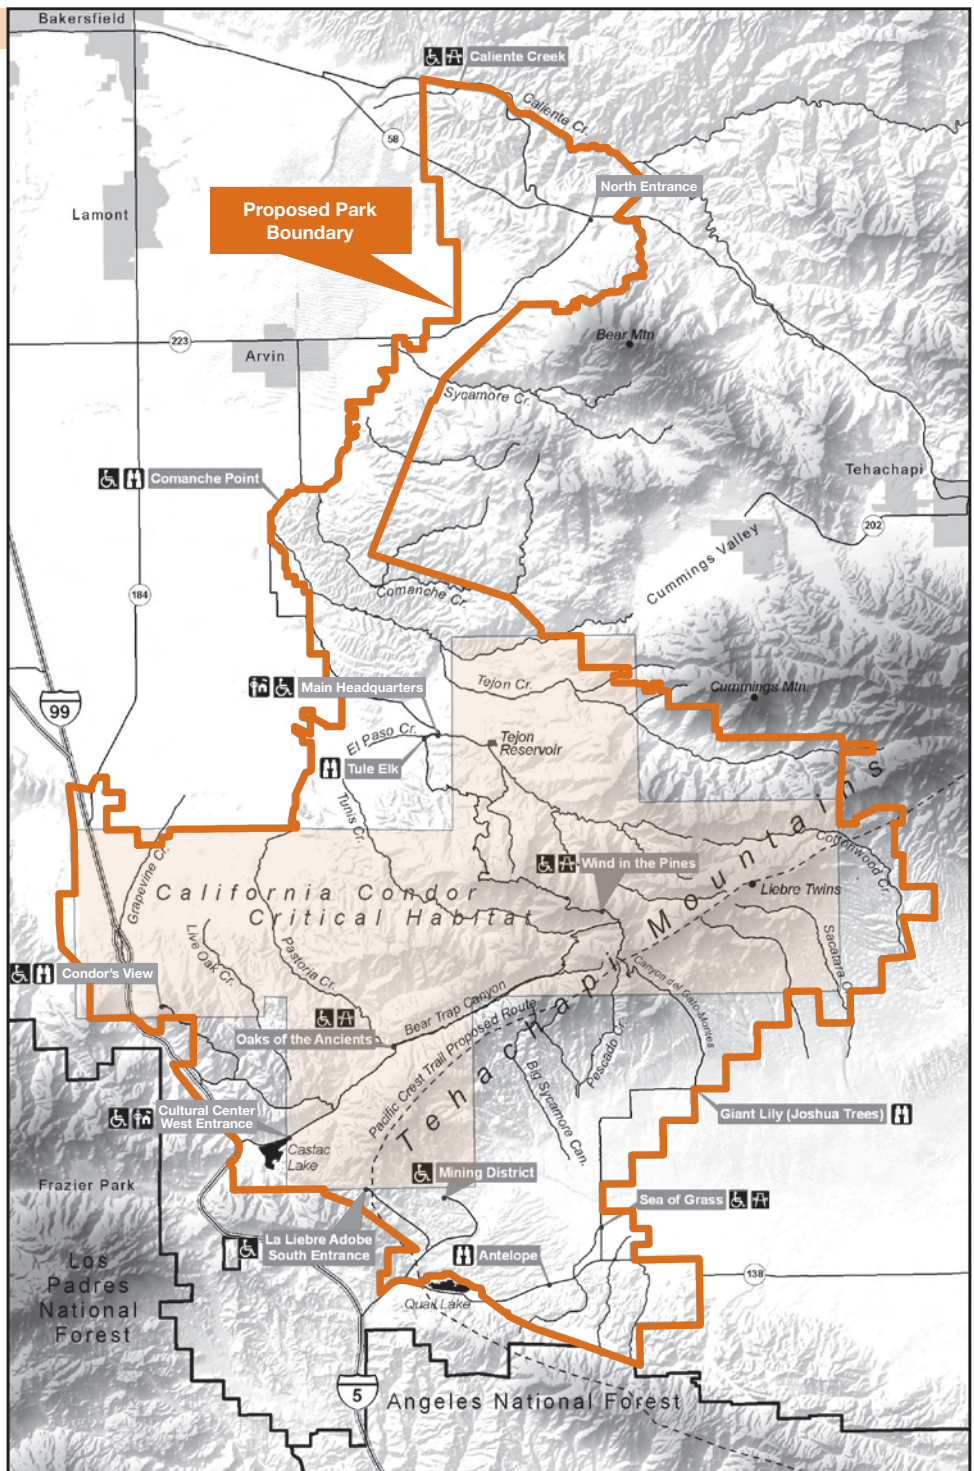 Bakersfield
Caliente Creek
Caliente Cr.
58
North Entrance
Lamont
Proposed Park
Boundary
223
Arvin
Bear Mtn
Sycamore Cr.
Tehachapi
Comanche Point
202
Cummings Valley
184
Comanche Cr.
Tejon Cr.
Main Headquarters
Cummings Mtn.
99
El Paso Cr.
Tejon
Reservoir
Tule Elk
Tunis Cr.
Tehachapi Mountains
Cottonwood Cr.
Grapevine Cr.
Wind in the Pines
Liebre Twins
California Condor
Critical Habitat
Live Oak Cr.
Pastoria Cr.
Sacatara Cr.
Condor's View
Canyon del Gato-Montes
Bear Trap Canyon
Oaks of the Ancients
Pacific Crest Trail Proposed Route
Pescado Cr.
Big Sycamore Can.
Cultural Center
West Entrance
Giant Lily (Joshua Trees)
Castac
Lake
Mining District
Frazier Park
Sea of Grass
La Liebre Adobe
South Entrance
Antelope
Los
Padres
National
Forest
138
Quail Lake
5
Angeles National Forest